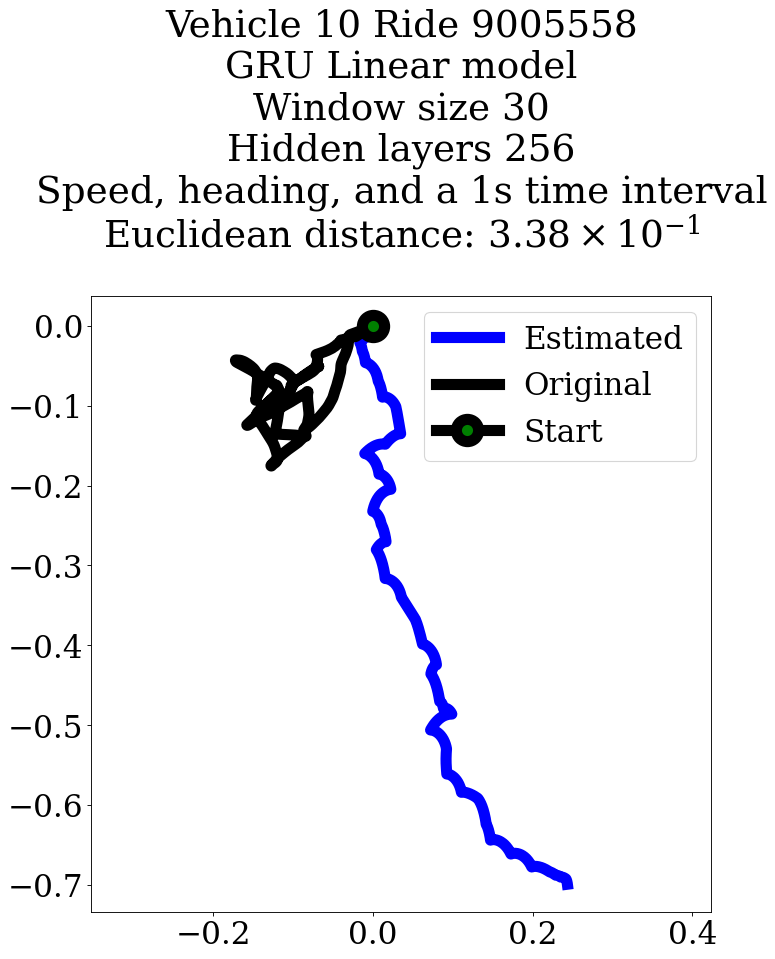 Vehicle 10 Ride 9005558
GRU Linear model
Window size 30
Hidden layers 256
Speed, heading, and a 1s time interval
Euclidean distance: 3.38 × 10⁻¹
Estimated
Original
Start
0.0
−0.1
−0.2
−0.3
−0.4
−0.5
−0.6
−0.7
−0.2 0.0 0.2 0.4